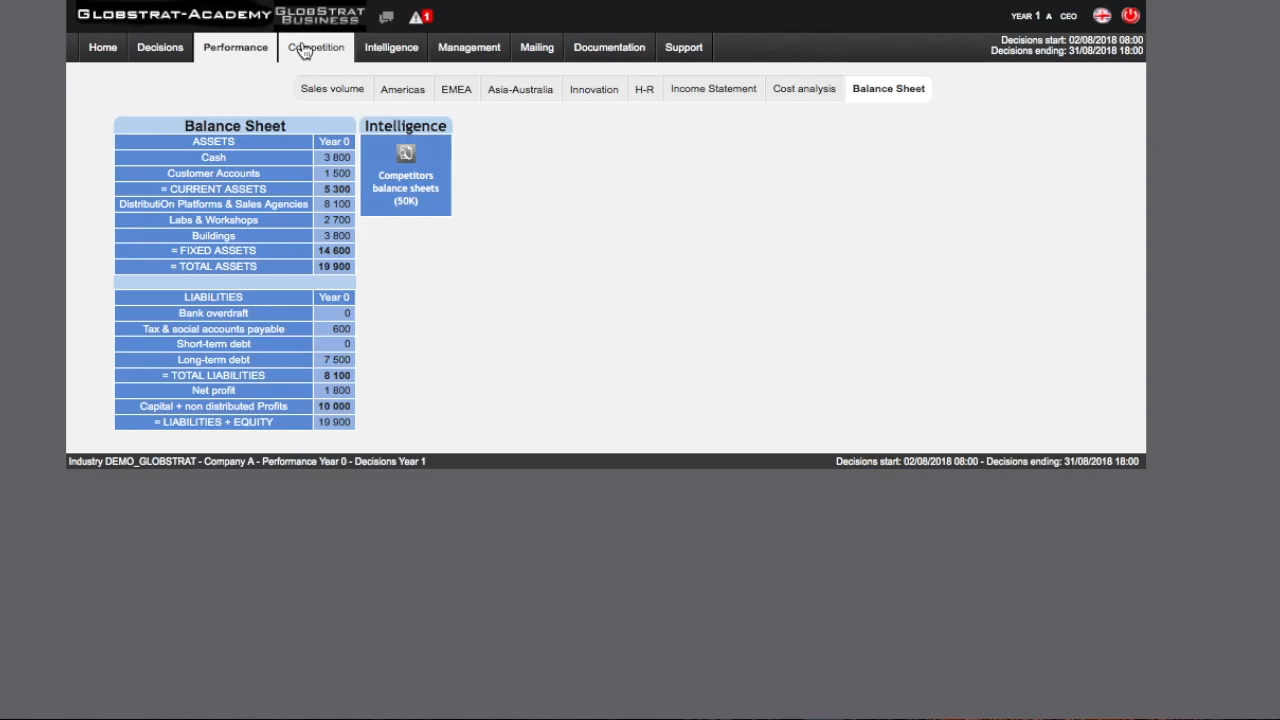 GLOBSTRAT-ACADEMY GLOBSTRAT BUSINESS 1 YEAR 1 A CEO
Home Decisions Performance Competition Intelligence Management Mailing Documentation Support
Decisions start: 02/08/2018 08:00
Decisions ending: 31/08/2018 18:00
Sales volume Americas EMEA Asia-Australia Innovation H-R Income Statement Cost analysis Balance Sheet
Balance Sheet
ASSETS Year 0
Cash 3 800
Customer Accounts 1 500
= CURRENT ASSETS 5 300
DistributiOn Platforms & Sales Agencies 8 100
Labs & Workshops 2 700
Buildings 3 800
= FIXED ASSETS 14 600
= TOTAL ASSETS 19 900
LIABILITIES Year 0
Bank overdraft 0
Tax & social accounts payable 600
Short-term debt 0
Long-term debt 7 500
= TOTAL LIABILITIES 8 100
Net profit 1 800
Capital + non distributed Profits 10 000
= LIABILITIES + EQUITY 19 900
Intelligence
Competitors
balance sheets
(50K)
Industry DEMO_GLOBSTRAT - Company A - Performance Year 0 - Decisions Year 1
Decisions start: 02/08/2018 08:00 - Decisions ending: 31/08/2018 18:00